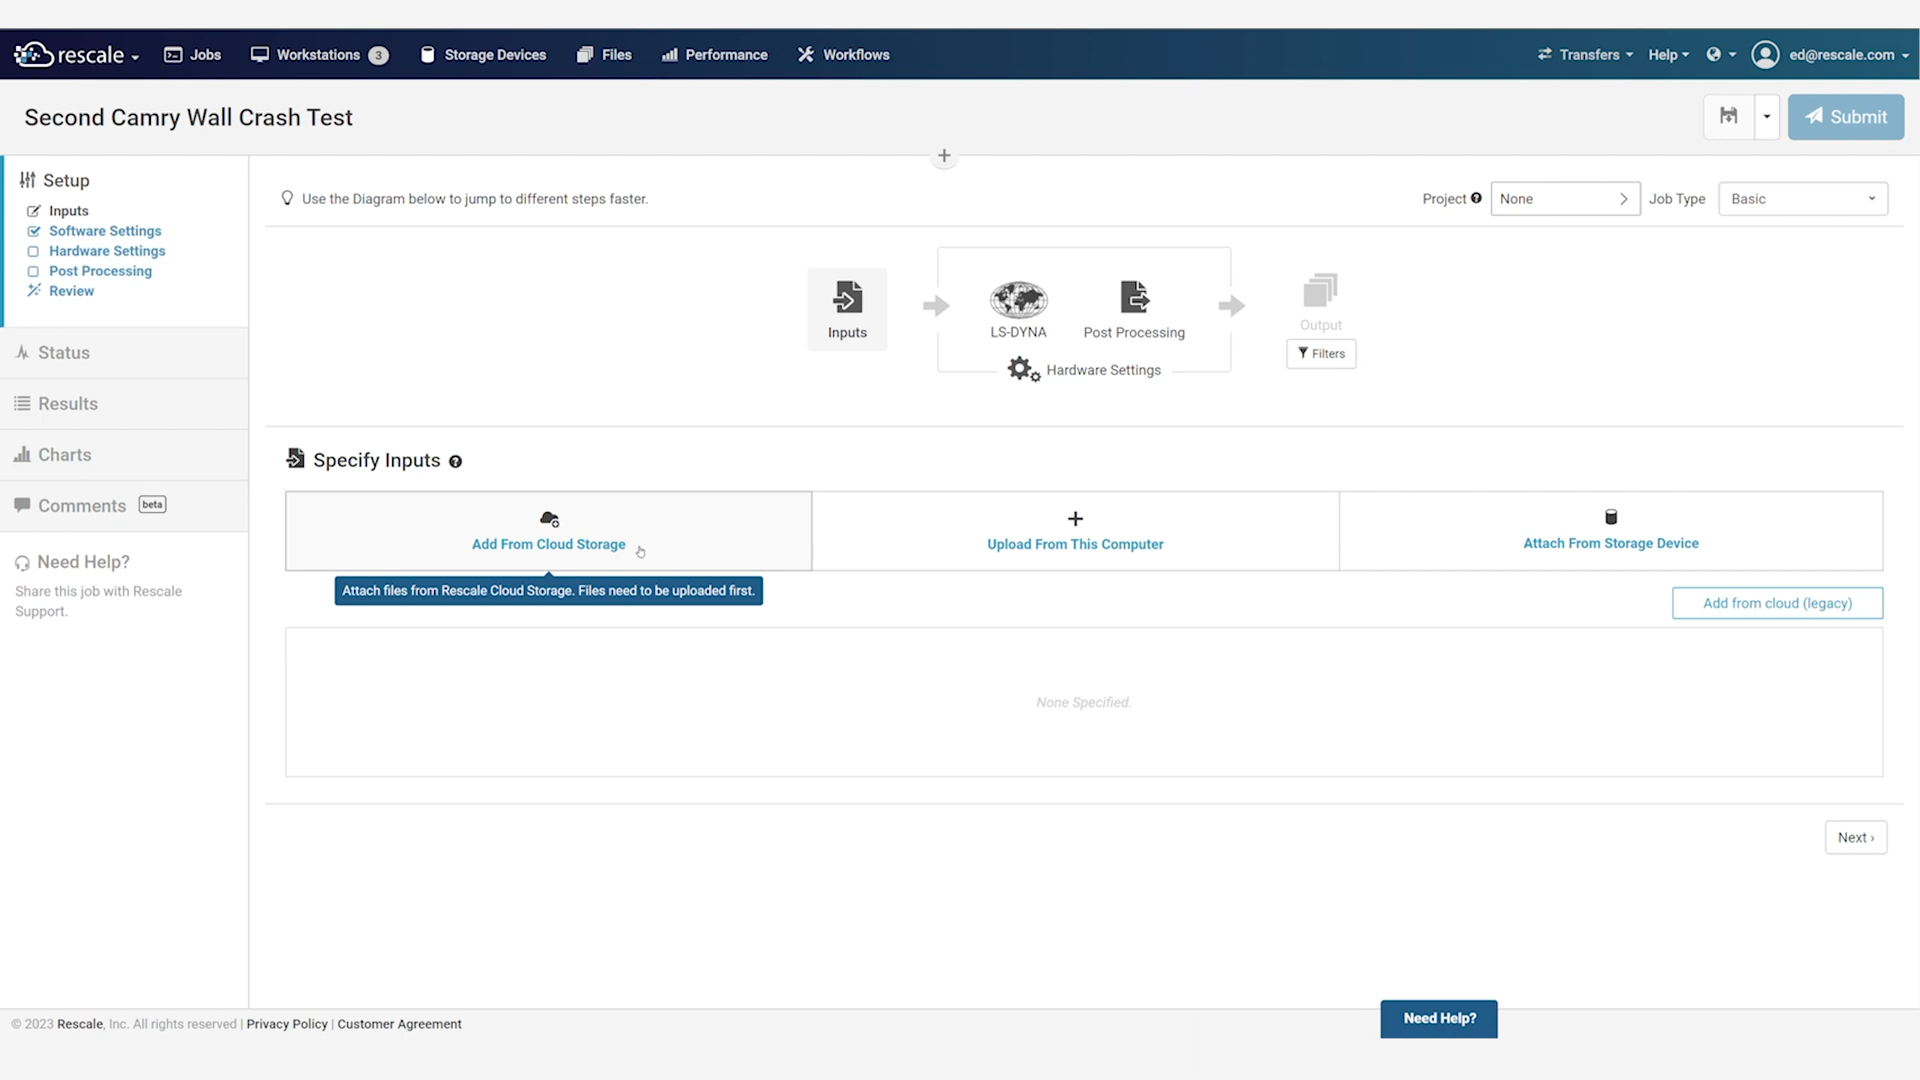 rescale
Jobs
Workstations 3
Storage Devices
Files
Performance
Workflows
Transfers
Help
ed@rescale.com
Second Camry Wall Crash Test
Submit
Setup
Inputs
Software Settings
Hardware Settings
Post Processing
Review
Status
Results
Charts
Comments beta
Need Help?
Share this job with Rescale
Support.
Use the Diagram below to jump to different steps faster.
Project
None
Job Type
Basic
Inputs
LS-DYNA
Post Processing
Hardware Settings
Output
Filters
Specify Inputs
Add From Cloud Storage
Upload From This Computer
Attach From Storage Device
Attach files from Rescale Cloud Storage. Files need to be uploaded first.
Add from cloud (legacy)
None Specified.
Next ›
© 2023 Rescale, Inc. All rights reserved | Privacy Policy | Customer Agreement
Need Help?